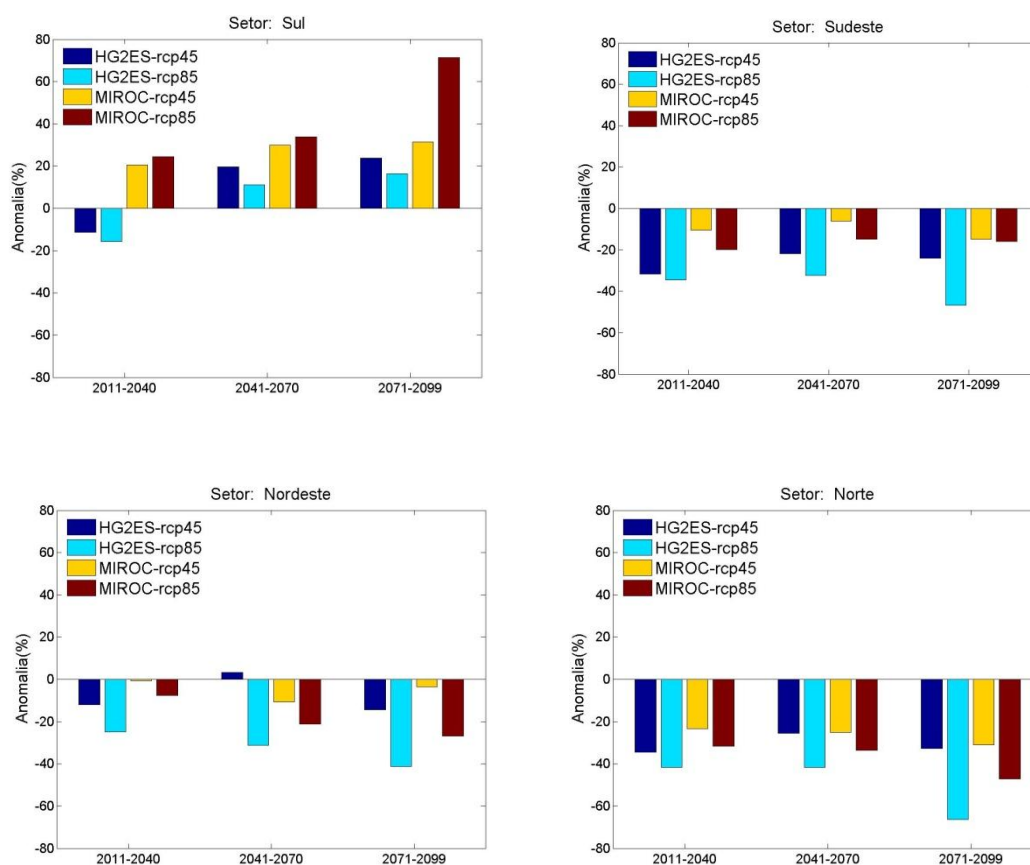 Setor: Sul
80
60
40
20
0
-20
-40
-60
-80
Anomalia(%)
HG2ES-rcp45
HG2ES-rcp85
MIROC-rcp45
MIROC-rcp85
2011-2040 2041-2070 2071-2099
Setor: Sudeste
80
60
40
20
0
-20
-40
-60
-80
Anomalia(%)
HG2ES-rcp45
HG2ES-rcp85
MIROC-rcp45
MIROC-rcp85
2011-2040 2041-2070 2071-2099
Setor: Nordeste
80
60
40
20
0
-20
-40
-60
-80
Anomalia(%)
HG2ES-rcp45
HG2ES-rcp85
MIROC-rcp45
MIROC-rcp85
2011-2040 2041-2070 2071-2099
Setor: Norte
80
60
40
20
0
-20
-40
-60
-80
Anomalia(%)
HG2ES-rcp45
HG2ES-rcp85
MIROC-rcp45
MIROC-rcp85
2011-2040 2041-2070 2071-2099